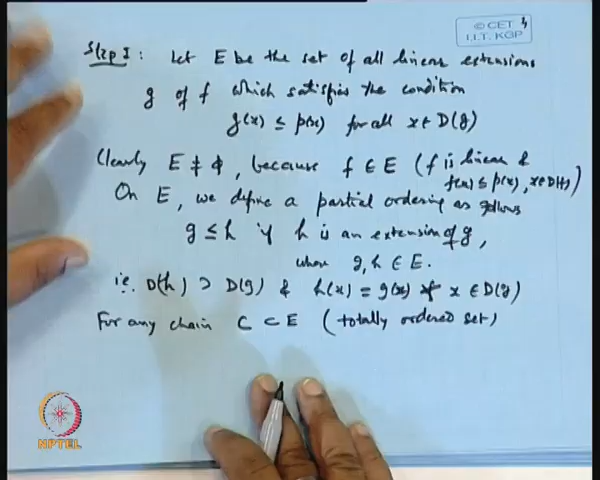 © CET
I.I.T. KGP
Step I : Let E be the set of all linear extensions
g of f which satisfies the condition
g(x) ≤ p(x) for all x ∈ D(g)
Clearly E ≠ ϕ, because f ∈ E ( f is linear &
f(x) ≤ p(x), x ∈ D(f) )
On E, we define a partial ordering as follows
g ≤ h if h is an extension of g,
where g, h ∈ E.
i.e. D(h) ⊃ D(g) & h(x) = g(x) ∀ x ∈ D(g)
For any chain C ⊂ E ( totally ordered set)
NPTEL